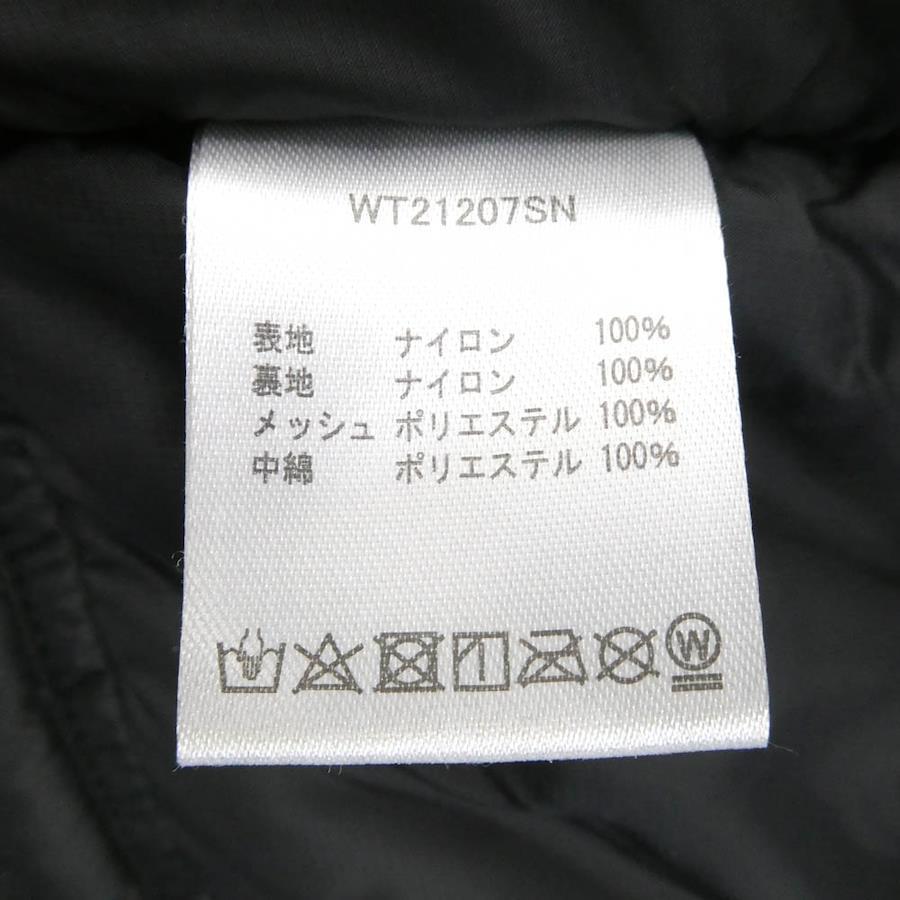 WT21207SN
表地 ナイロン 100%
裏地 ナイロン 100%
メッシュ ポリエステル 100%
中綿 ポリエステル 100%
W